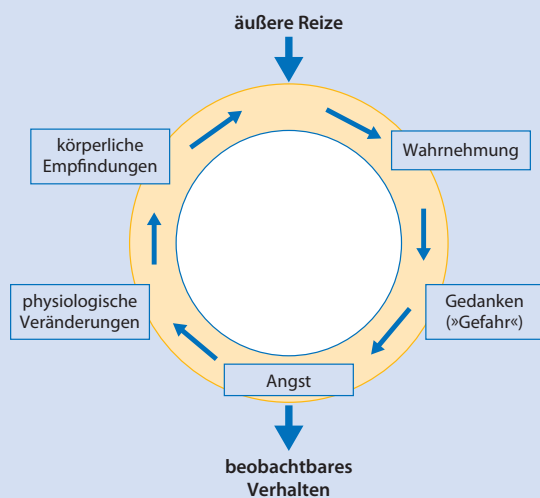 äußere Reize
körperliche
Empfindungen
Wahrnehmung
physiologische
Veränderungen
Gedanken
(»Gefahr«)
Angst
beobachtbares
Verhalten